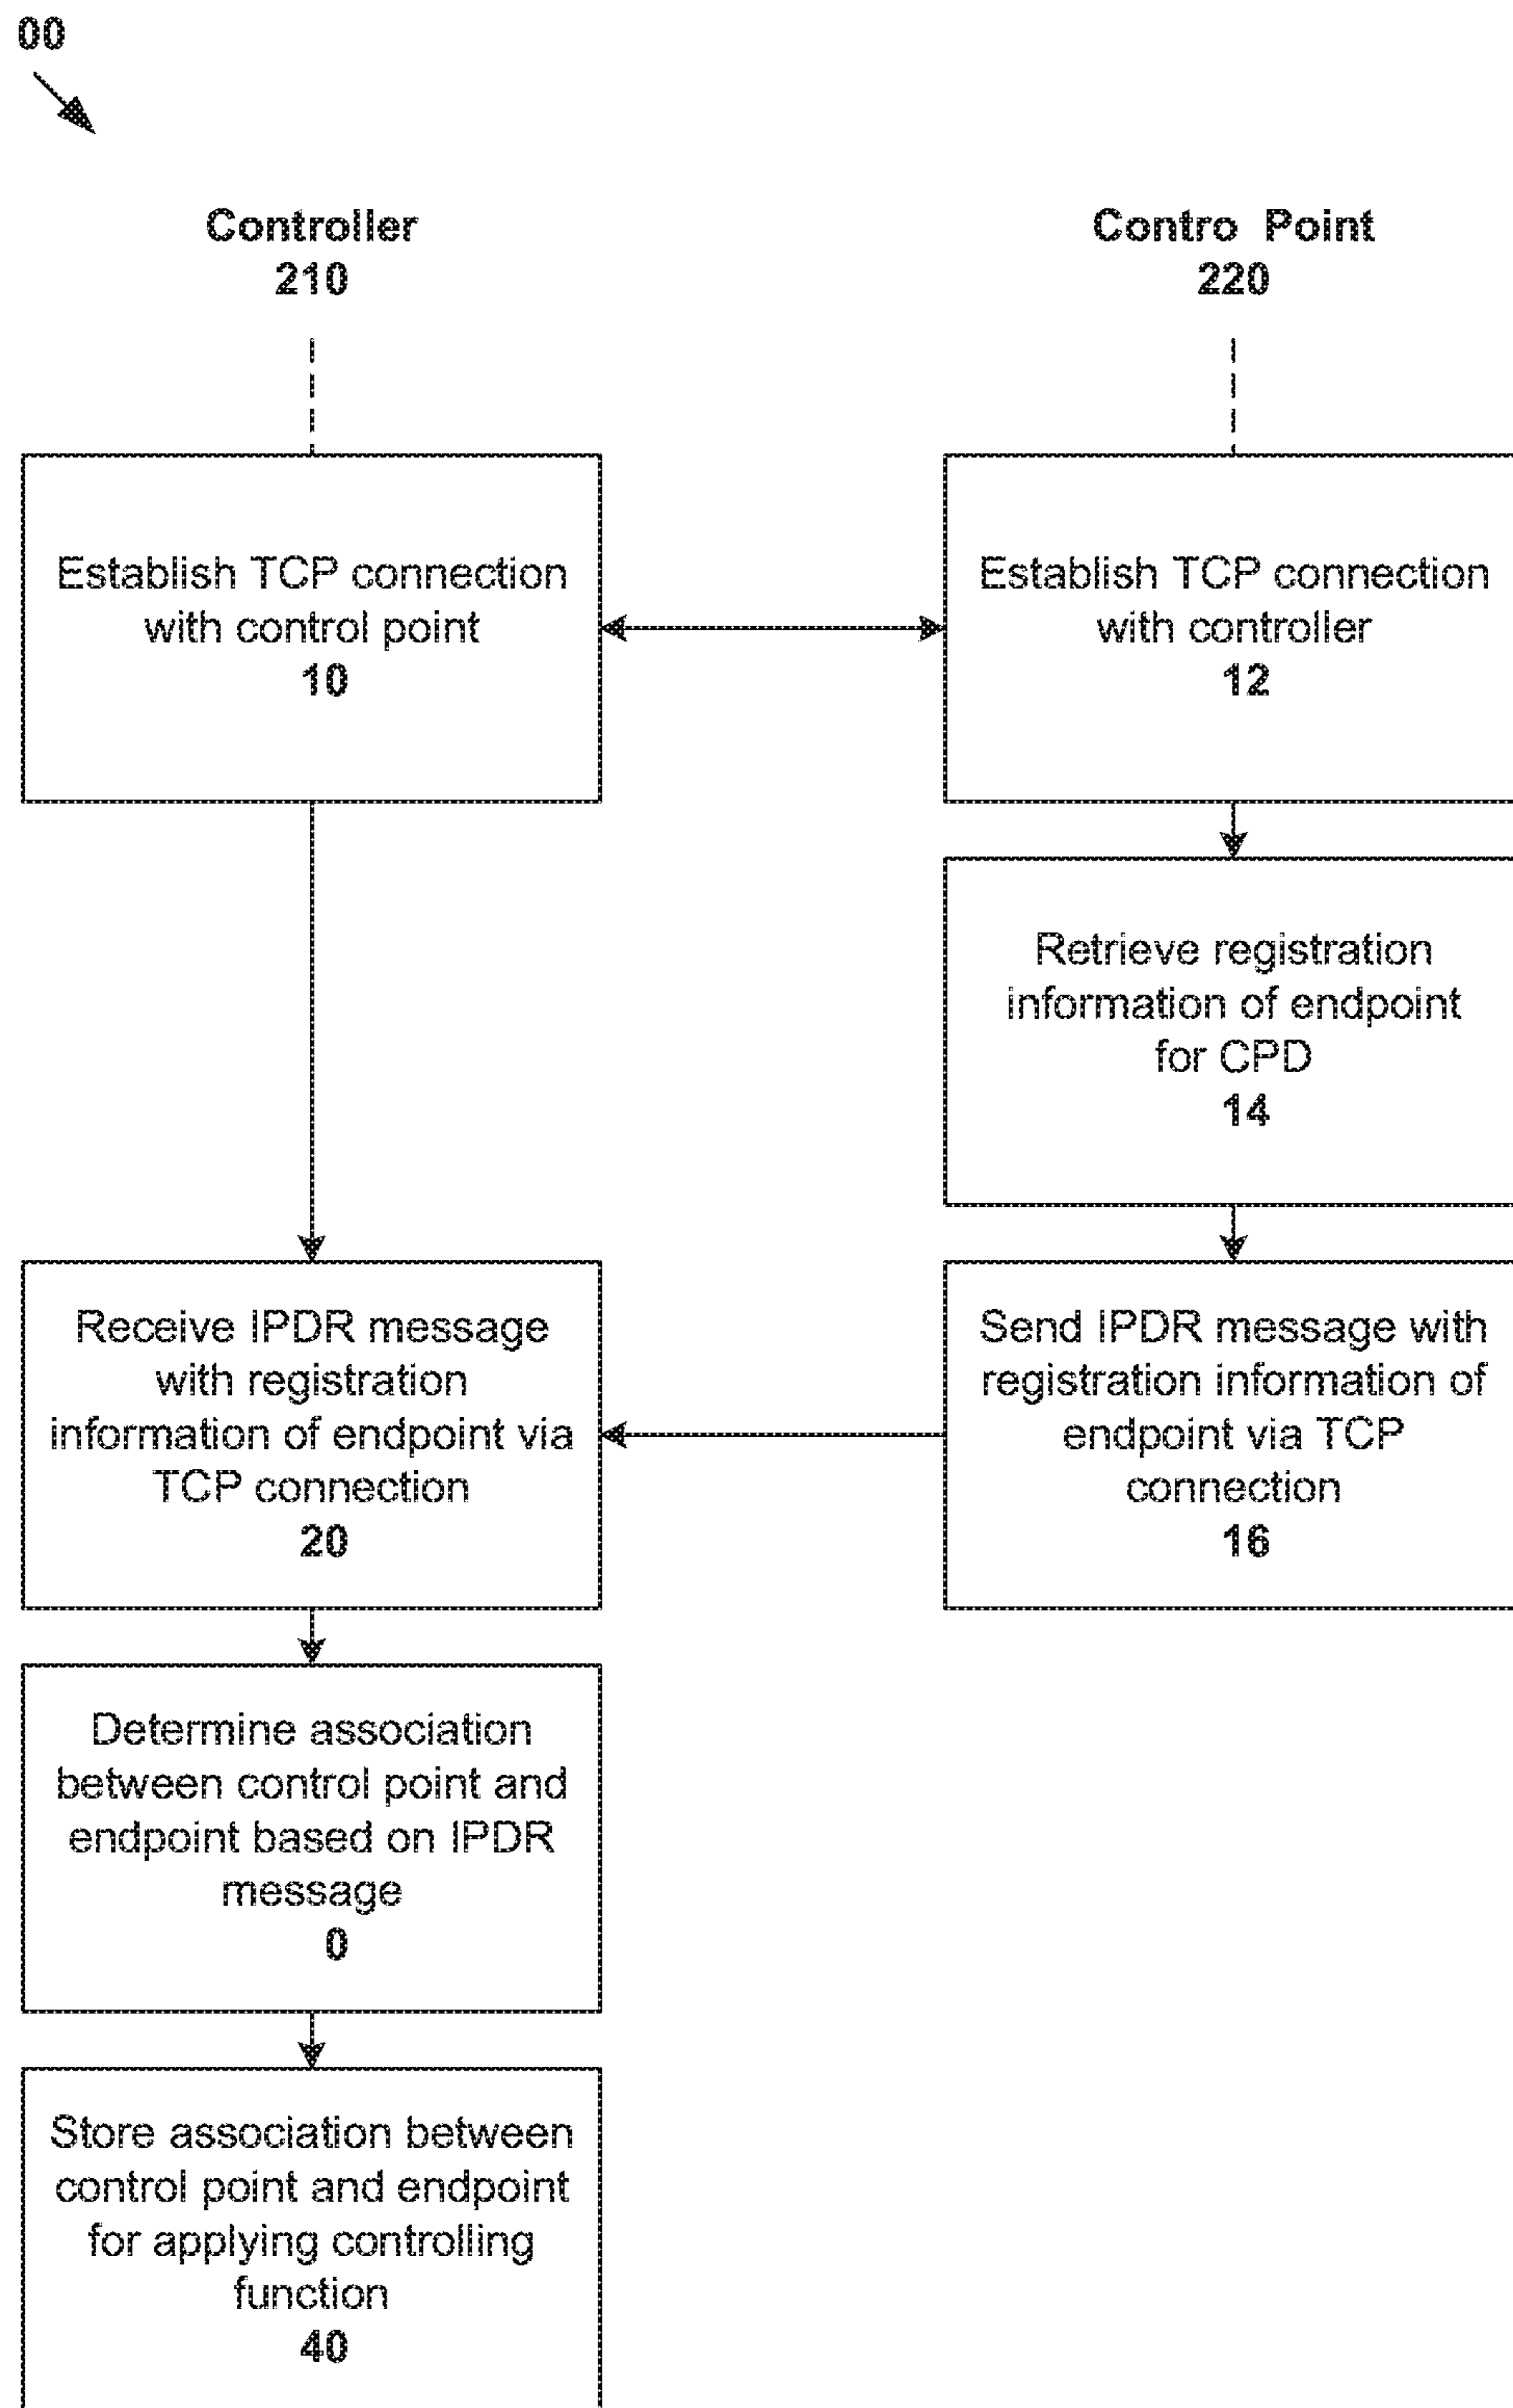 00
Controller
210
Contro Point
220
Establish TCP connection
with control point
10
Establish TCP connection
with controller
12
Retrieve registration
information of endpoint
for CPD
14
Receive IPDR message
with registration
information of endpoint via
TCP connection
20
Send IPDR message with
registration information of
endpoint via TCP
connection
16
Determine association
between control point and
endpoint based on IPDR
message
0
Store association between
control point and endpoint
for applying controlling
function
40